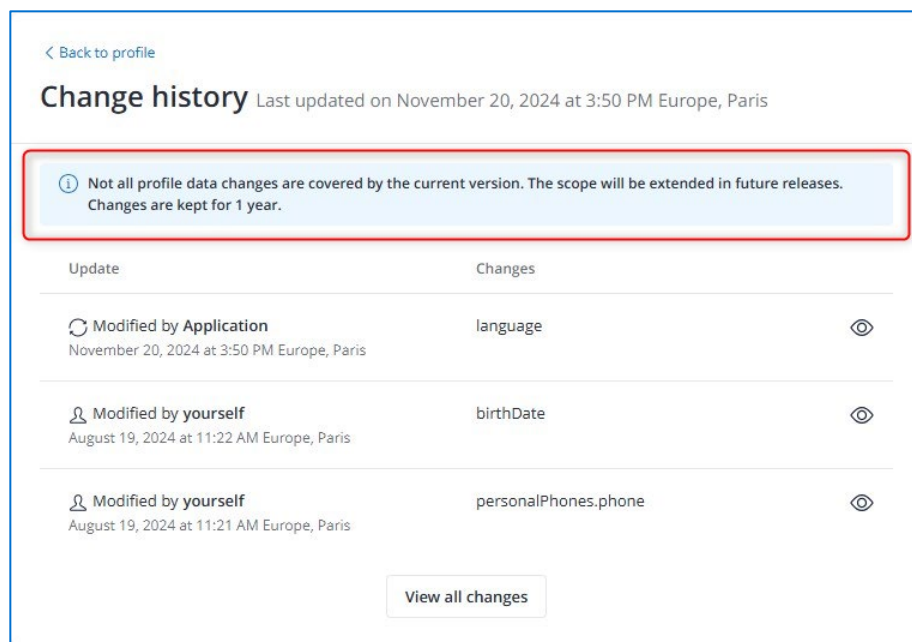 Back to profile
Change history Last updated on November 20, 2024 at 3:50 PM Europe, Paris
Not all profile data changes are covered by the current version. The scope will be extended in future releases.
Changes are kept for 1 year.
Update Changes
Modified by Application language
November 20, 2024 at 3:50 PM Europe, Paris
Modified by yourself birthDate
August 19, 2024 at 11:22 AM Europe, Paris
Modified by yourself personalPhones.phone
August 19, 2024 at 11:21 AM Europe, Paris
View all changes